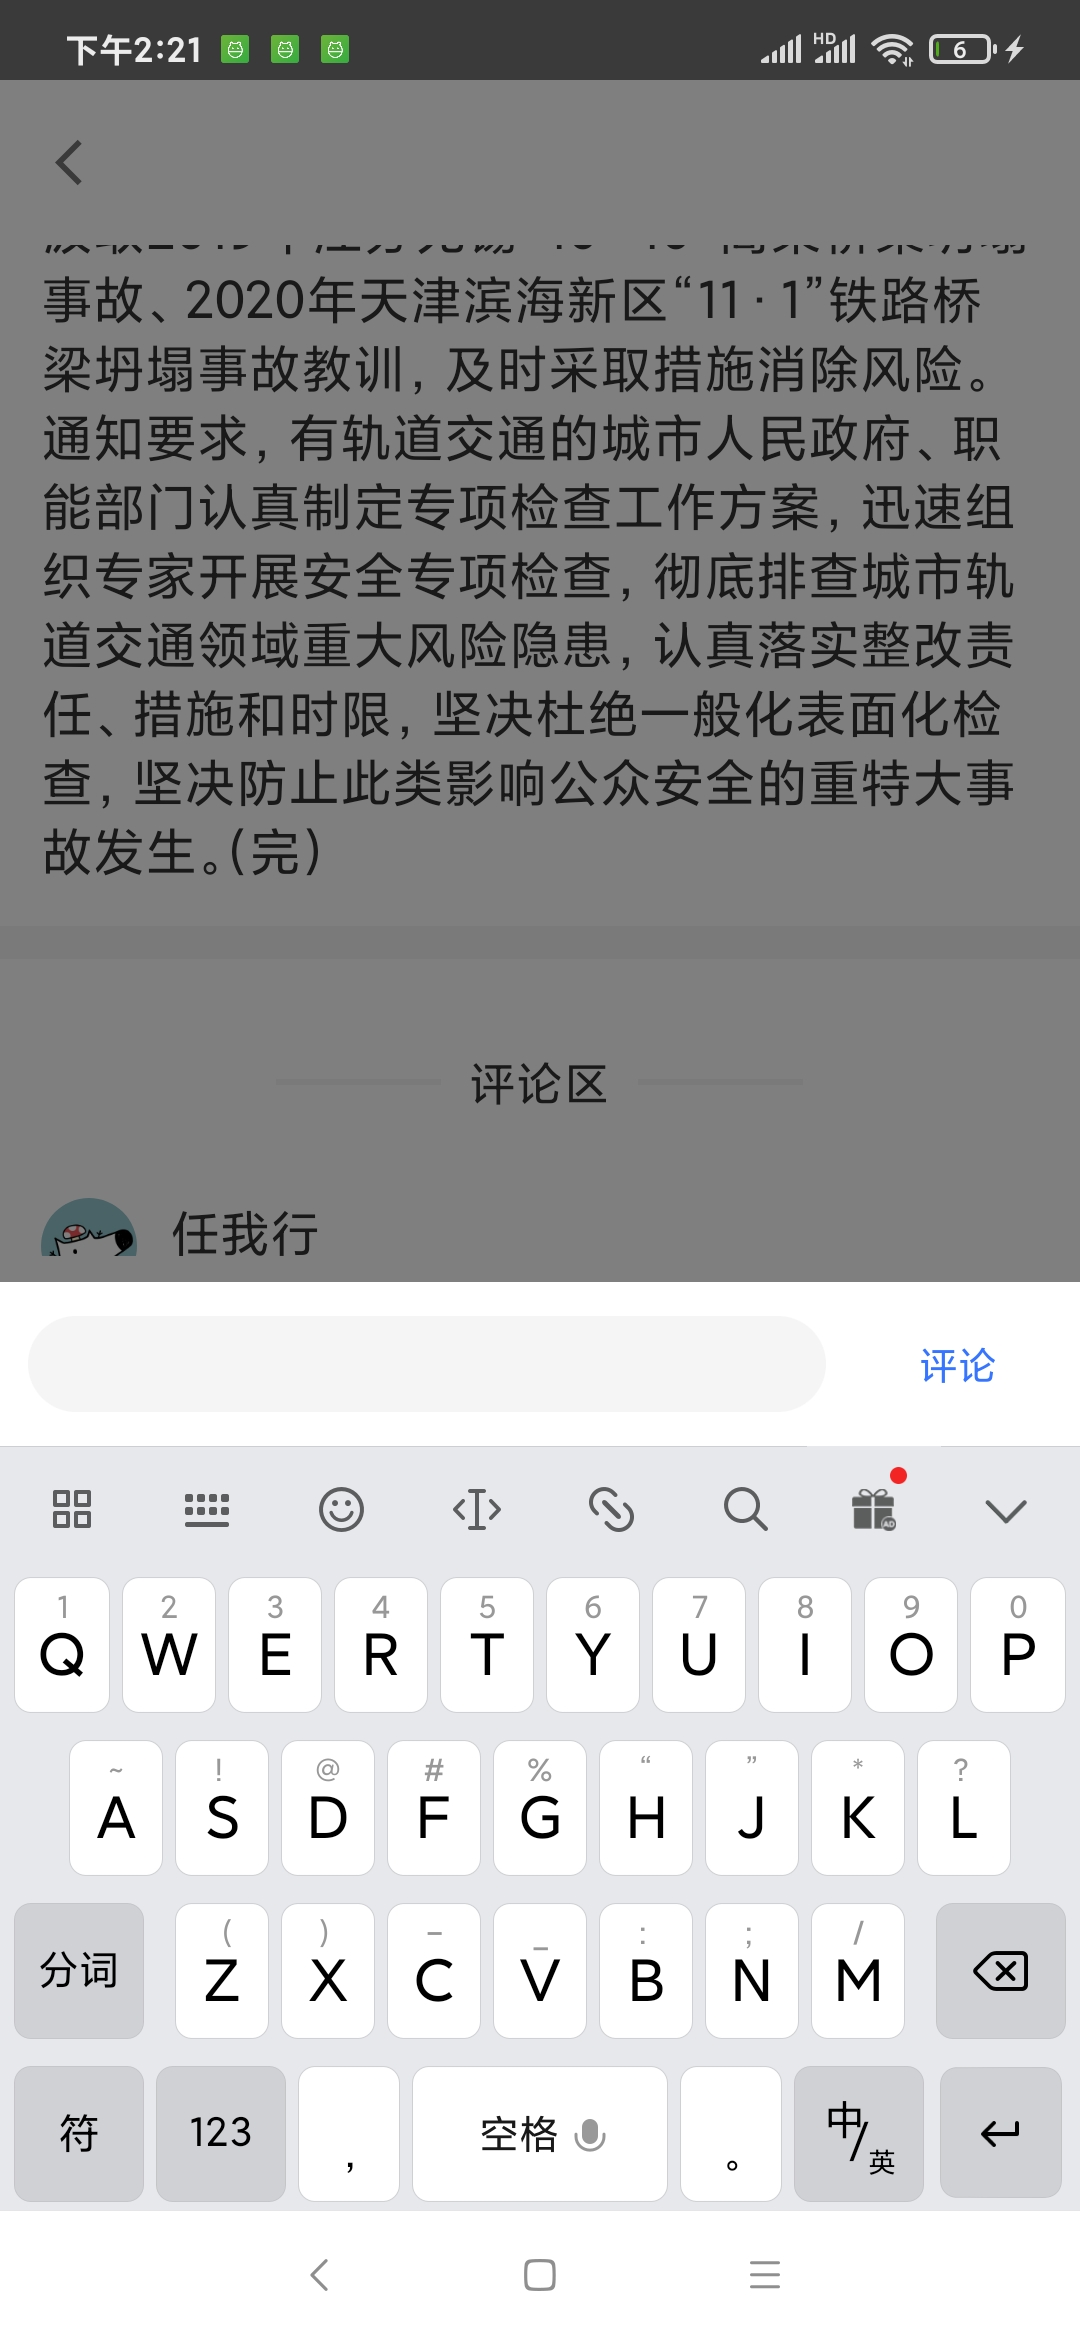 下午2:21 HD 6
事故、2020年天津滨海新区“11·1”铁路桥
梁坍塌事故教训,及时采取措施消除风险。
通知要求,有轨道交通的城市人民政府、职
能部门认真制定专项检查工作方案,迅速组
织专家开展安全专项检查,彻底排查城市轨
道交通领域重大风险隐患,认真落实整改责
任、措施和时限,坚决杜绝一般化表面化检
查,坚决防止此类影响公众安全的重特大事
故发生。(完)
评论区
任我行
评论
AD
1 2 3 4 5 6 7 8 9 0
Q W E R T Y U I O P
~ ! @ # % “ ” * ?
A S D F G H J K L
( ) – _ : ; /
分词 Z X C V B N M
符 123 , 空格 。 中/英